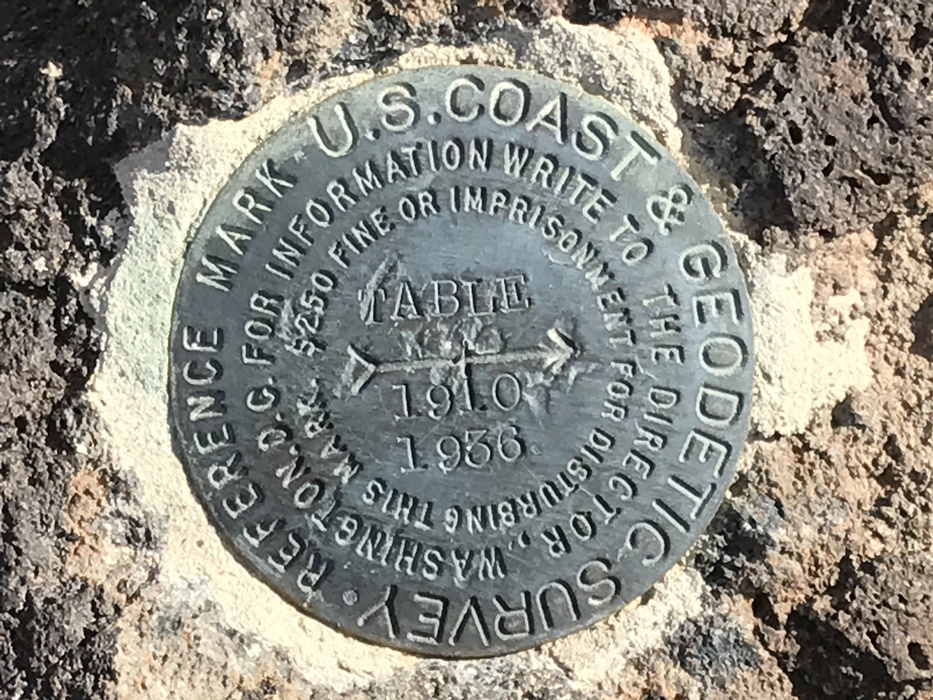 U.S. COAST & GEODETIC SURVEY • REFERENCE MARK
FOR INFORMATION WRITE TO THE DIRECTOR, WASHINGTON, D.C.
$250 FINE OR IMPRISONMENT FOR DISTURBING THIS MARK.
TABLE
1910
1936